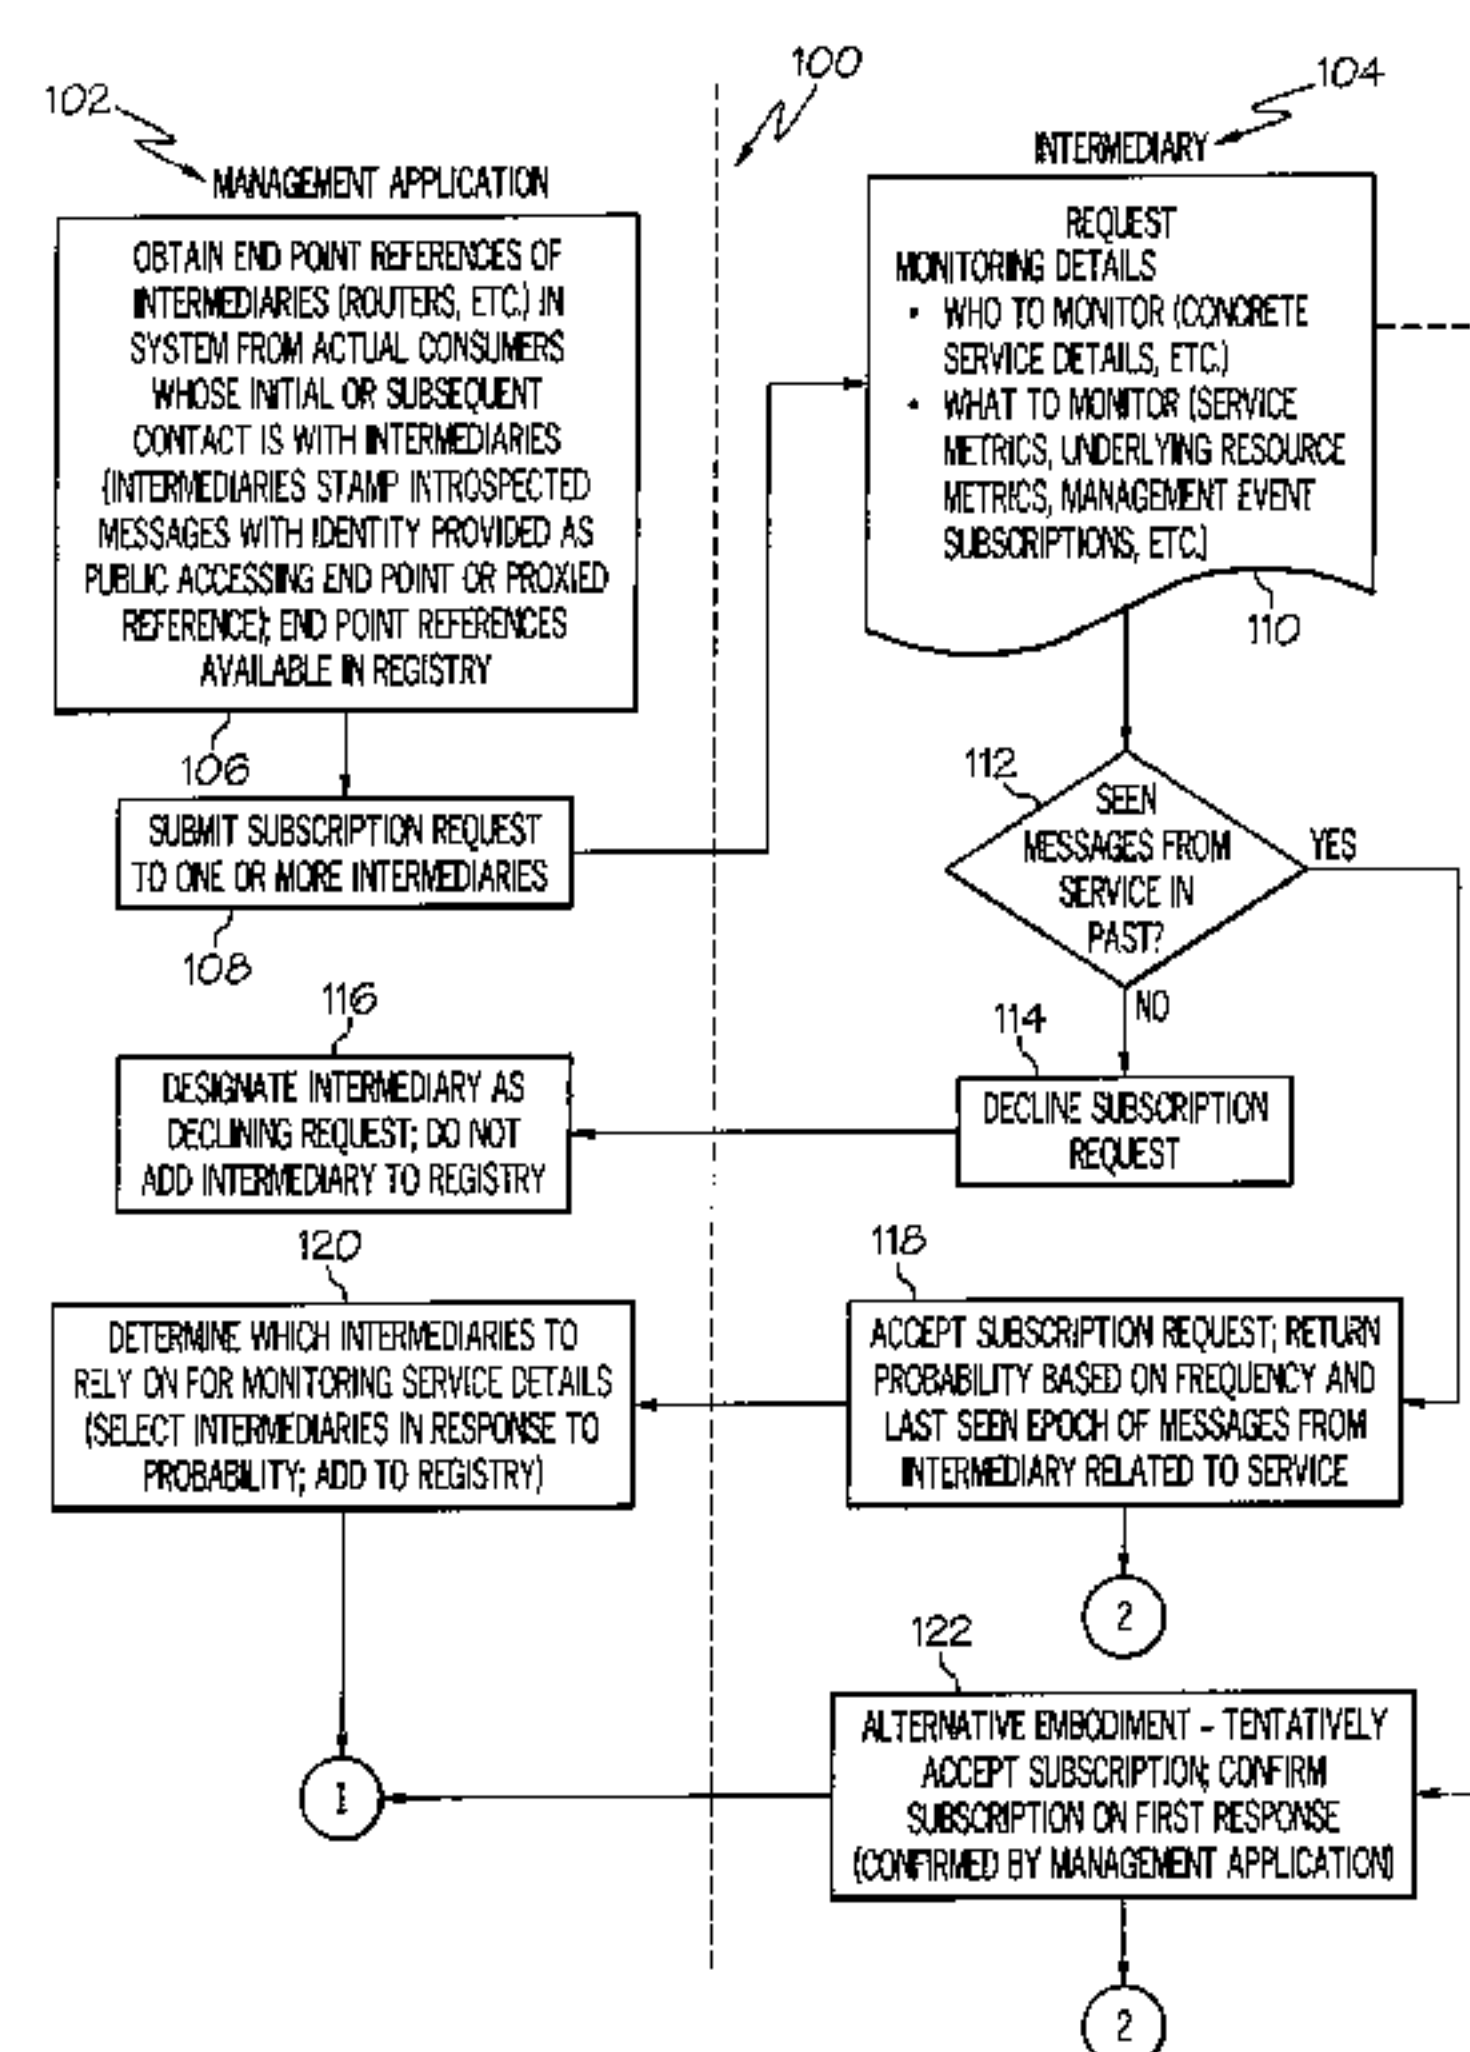 100
102
MANAGEMENT APPLICATION
OBTAIN END POINT REFERENCES OF
INTERMEDIARIES (ROUTERS, ETC.) IN
SYSTEM FROM ACTUAL CONSUMERS
WHOSE INITIAL OR SUBSEQUENT
CONTACT IS WITH INTERMEDIARIES
(INTERMEDIARIES STAMP INTROSPECTED
MESSAGES WITH IDENTITY PROVIDED AS
PUBLIC ACCESSING END POINT OR PROXIED
REFERENCE); END POINT REFERENCES
AVAILABLE IN REGISTRY
106
SUBMIT SUBSCRIPTION REQUEST
TO ONE OR MORE INTERMEDIARIES
108
104
INTERMEDIARY
REQUEST
MONITORING DETAILS
• WHO TO MONITOR (CONCRETE
SERVICE DETAILS, ETC.)
• WHAT TO MONITOR (SERVICE
METRICS, UNDERLYING RESOURCE
METRICS, MANAGEMENT EVENT
SUBSCRIPTIONS, ETC.)
110
112
SEEN
MESSAGES FROM
SERVICE IN
PAST?
YES
NO
114
DECLINE SUBSCRIPTION
REQUEST
116
DESIGNATE INTERMEDIARY AS
DECLINING REQUEST; DO NOT
ADD INTERMEDIARY TO REGISTRY
118
ACCEPT SUBSCRIPTION REQUEST; RETURN
PROBABILITY BASED ON FREQUENCY AND
LAST SEEN EPOCH OF MESSAGES FROM
INTERMEDIARY RELATED TO SERVICE
120
DETERMINE WHICH INTERMEDIARIES TO
RELY ON FOR MONITORING SERVICE DETAILS
(SELECT INTERMEDIARIES IN RESPONSE TO
PROBABILITY; ADD TO REGISTRY)
2
122
ALTERNATIVE EMBODIMENT – TENTATIVELY
ACCEPT SUBSCRIPTION; CONFIRM
SUBSCRIPTION ON FIRST RESPONSE
(CONFIRMED BY MANAGEMENT APPLICATION)
1
2